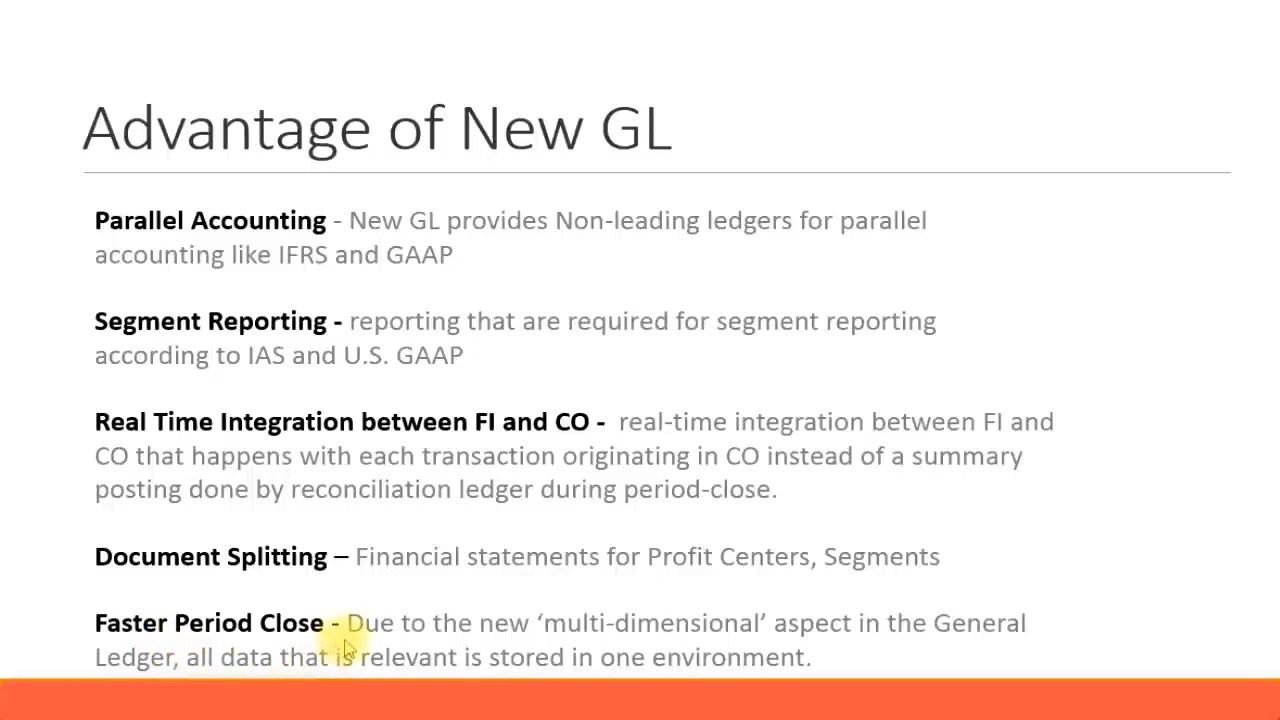 Advantage of New GL
Parallel Accounting - New GL provides Non-leading ledgers for parallel
accounting like IFRS and GAAP
Segment Reporting - reporting that are required for segment reporting
according to IAS and U.S. GAAP
Real Time Integration between FI and CO - real-time integration between FI and
CO that happens with each transaction originating in CO instead of a summary
posting done by reconciliation ledger during period-close.
Document Splitting – Financial statements for Profit Centers, Segments
Faster Period Close - Due to the new ‘multi-dimensional’ aspect in the General
Ledger, all data that is relevant is stored in one environment.